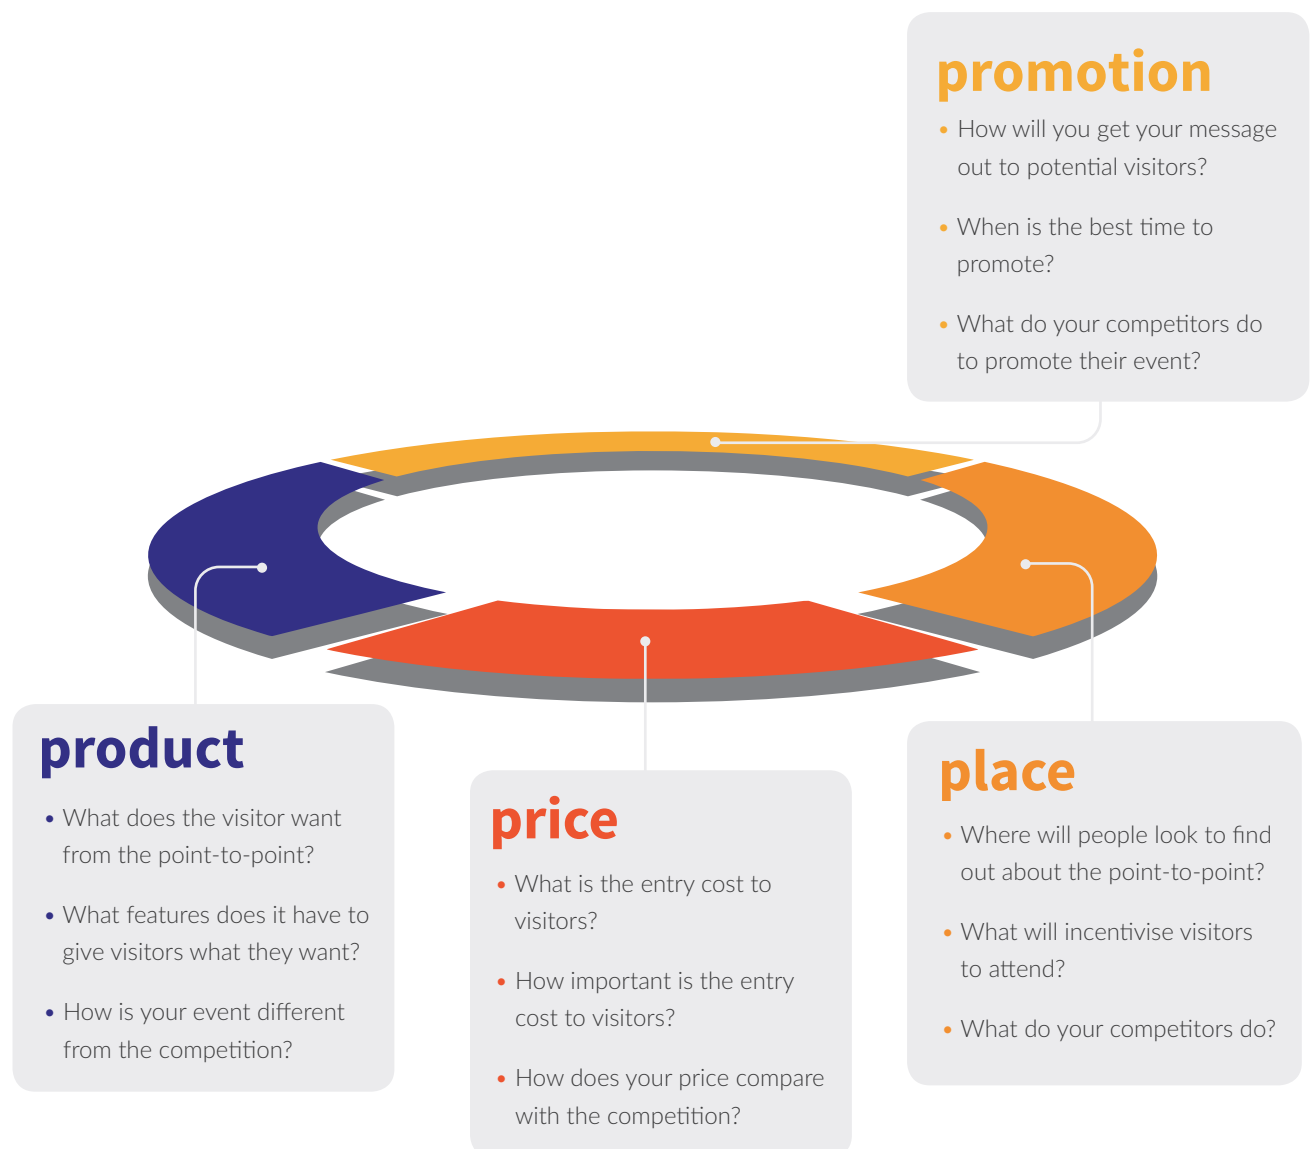 promotion
• How will you get your message
out to potential visitors?
• When is the best time to
promote?
• What do your competitors do
to promote their event?
product
• What does the visitor want
from the point-to-point?
• What features does it have to
give visitors what they want?
• How is your event different
from the competition?
price
• What is the entry cost to
visitors?
• How important is the entry
cost to visitors?
• How does your price compare
with the competition?
place
• Where will people look to find
out about the point-to-point?
• What will incentivise visitors
to attend?
• What do your competitors do?